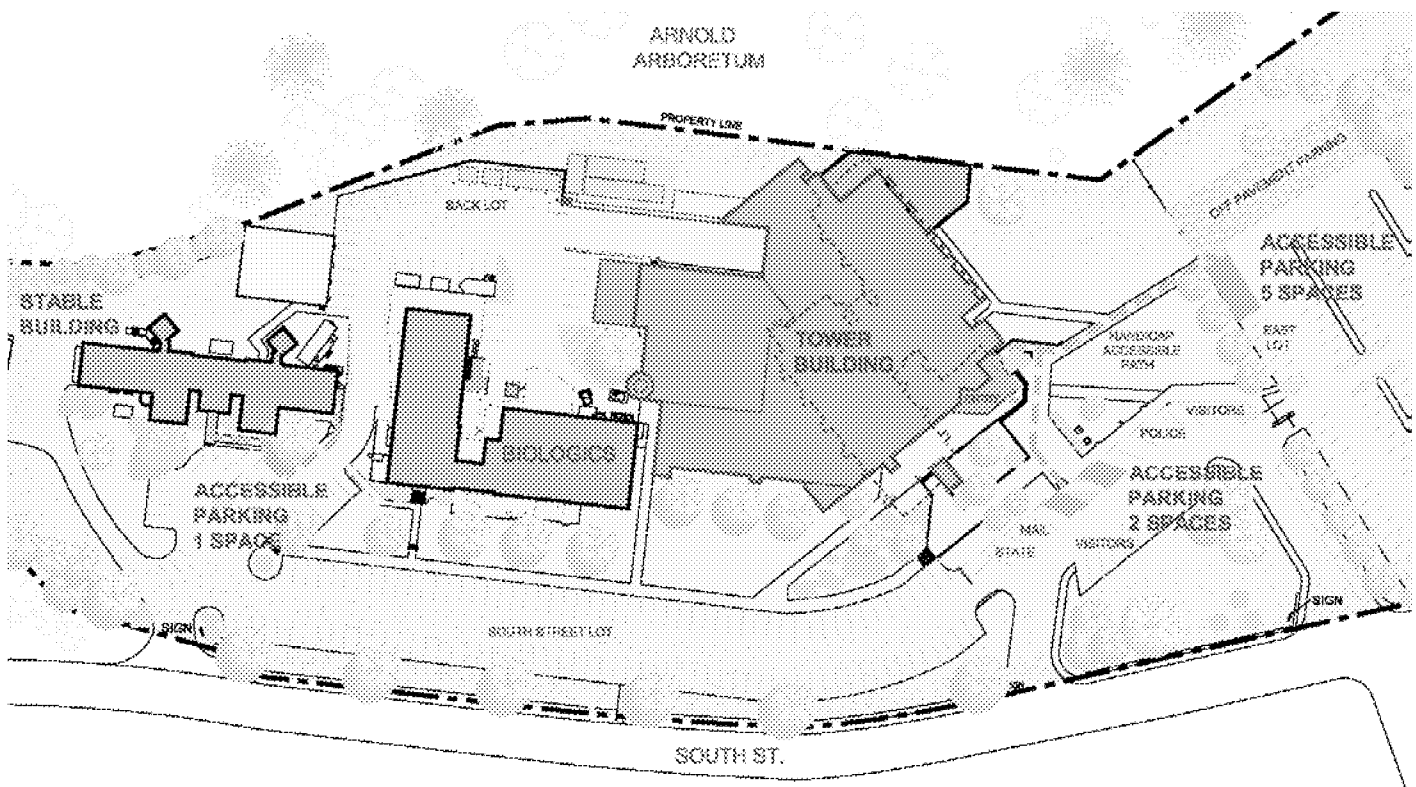 ARNOLD
ARBORETUM
PROPERTY LINE
OFF PAVEMENT PARKING
BACK LOT
ACCESSIBLE
PARKING
5 SPACES
STABLE
BUILDING
EAST
LOT
TOWER
BUILDING
HANDICAP
ACCESSIBLE
PATH
VISITORS
POLICE
BIOLOGICS
ACCESSIBLE
PARKING
2 SPACES
ACCESSIBLE
PARKING
1 SPACE
MAIL
STATE
VISITORS
SIGN
SIGN
SOUTH STREET LOT
SOUTH ST.